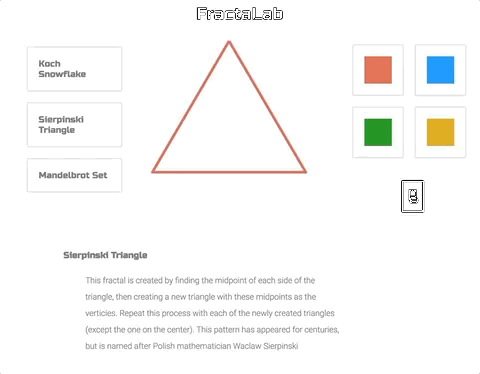 FractaLab
Koch
Snowflake
Sierpinski
Triangle
Mandelbrot Set
Sierpinski Triangle
This fractal is created by finding the midpoint of each side of the
triangle, then creating a new triangle with these midpoints as the
verticies. Repeat this process with each of the newly created triangles
(except the one on the center). This pattern has appeared for centuries,
but is named after Polish mathematician Waclaw Sierpinski